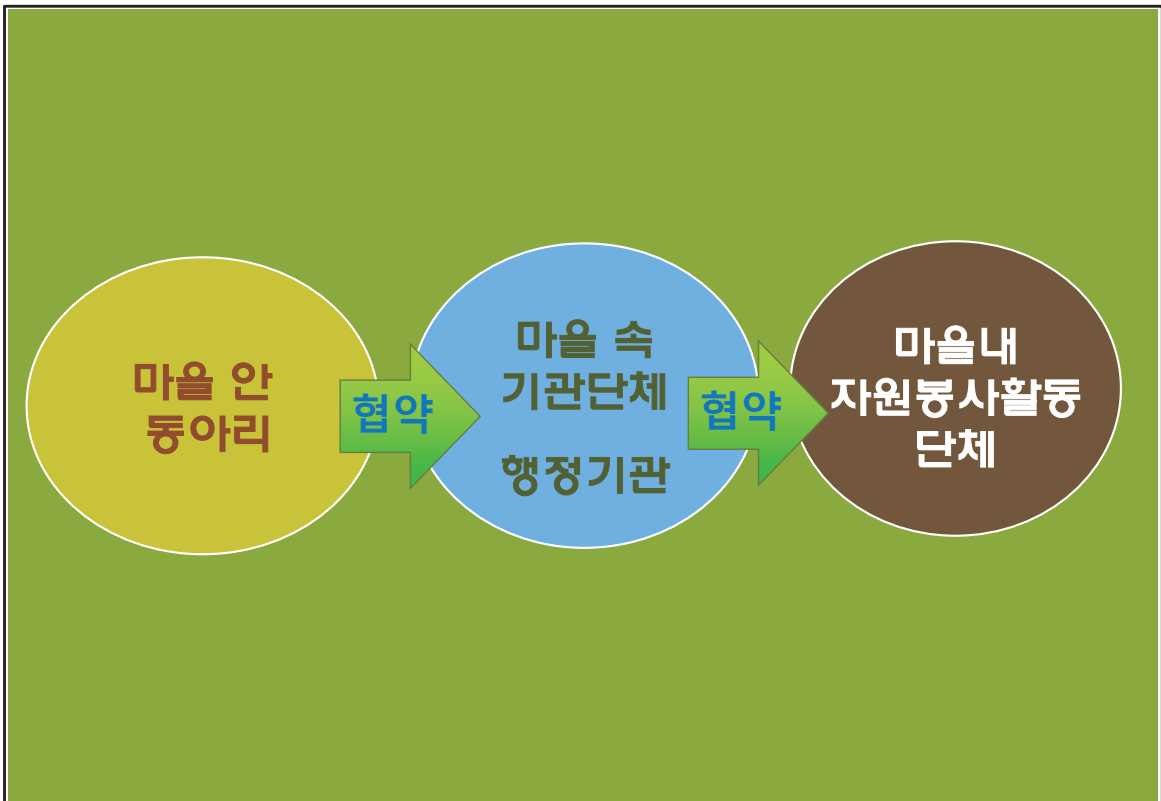 마을 안
동아리
협약
마을 속
기관단체
행정기관
협약
마을내
자원봉사활동
단체